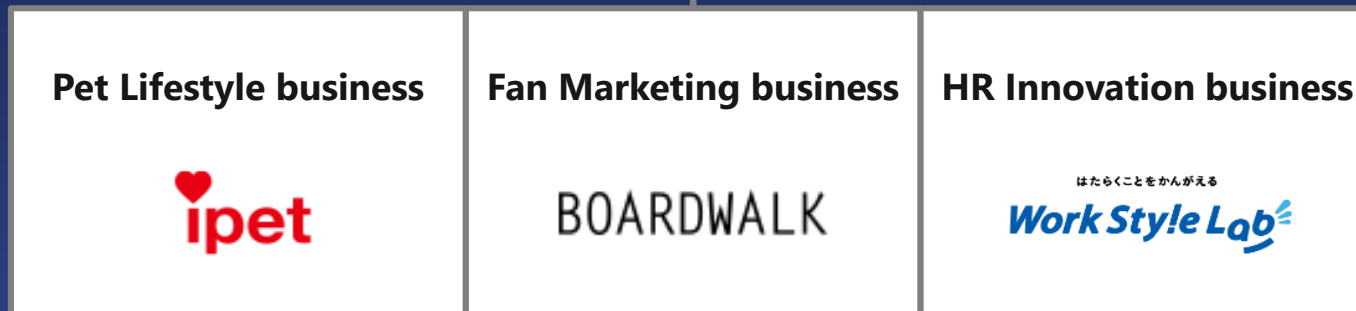 Pet Lifestyle business
Fan Marketing business
HR Innovation business
ipet
BOARDWALK
はたらくことをかんがえる
Work Sty!e Lab